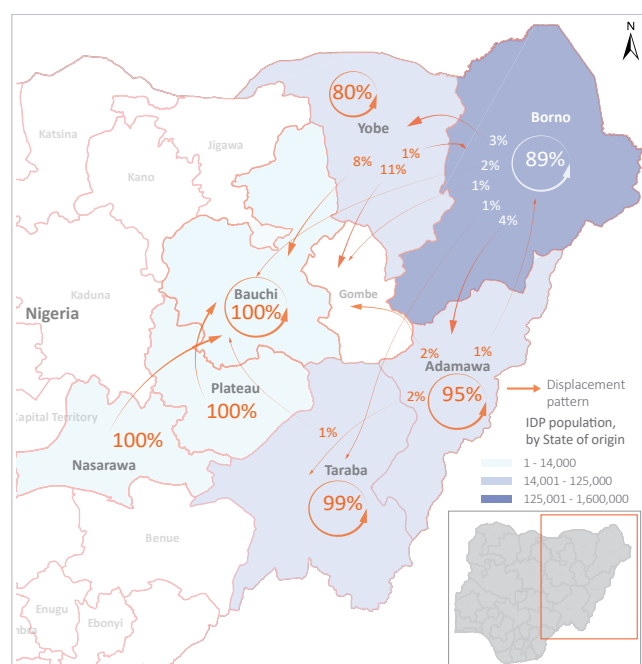 N
80%
Yobe
Borno
Katsina
Jigawa
Kano
3%
89%
1%
8%
11%
2%
1%
1%
4%
Bauchi
100%
Gombe
Kaduna
Nigeria
2%
1%
Adamawa
95%
2%
Plateau
100%
Capital Territory
100%
Nasarawa
1%
Taraba
99%
Benue
Enugu
Ebonyi
Displacement
pattern
IDP population,
by State of origin
1 - 14,000
14,001 - 125,000
125,001 - 1,600,000